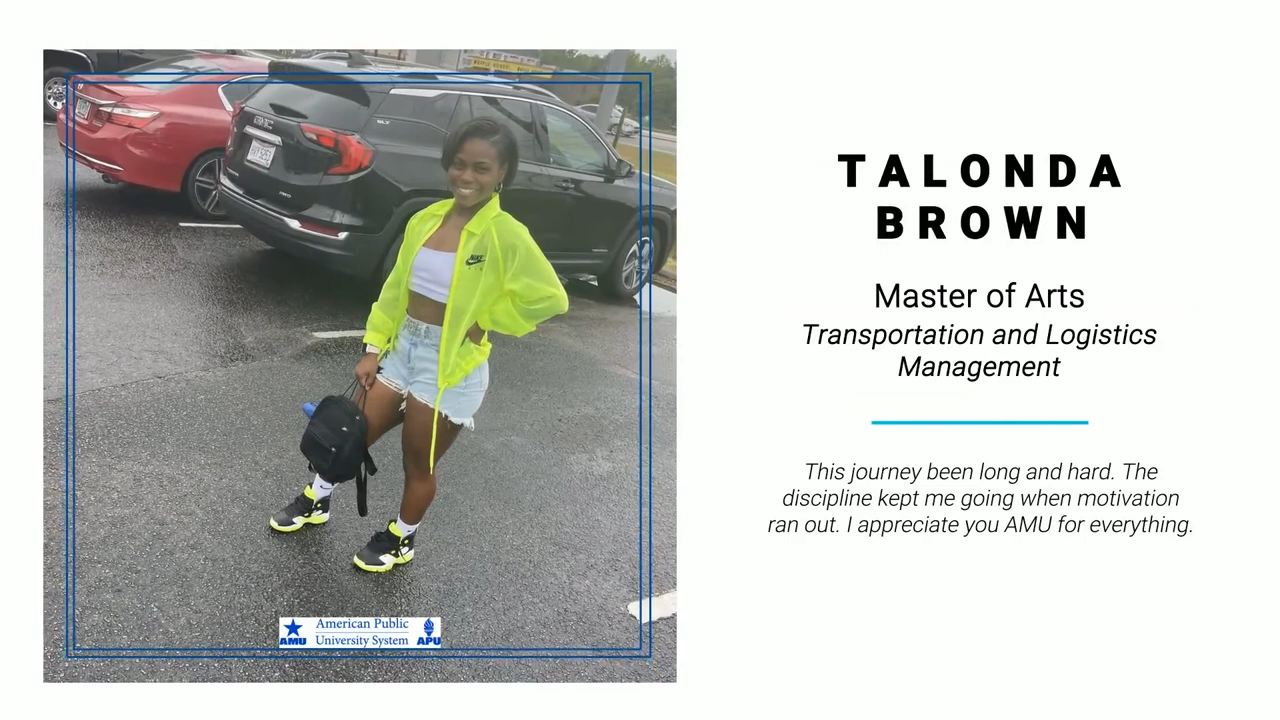 TALONDA
BROWN
Master of Arts
Transportation and Logistics
Management
This journey been long and hard. The
discipline kept me going when motivation
ran out. I appreciate you AMU for everything.
NIKE
AMU
American Public
University System
APU